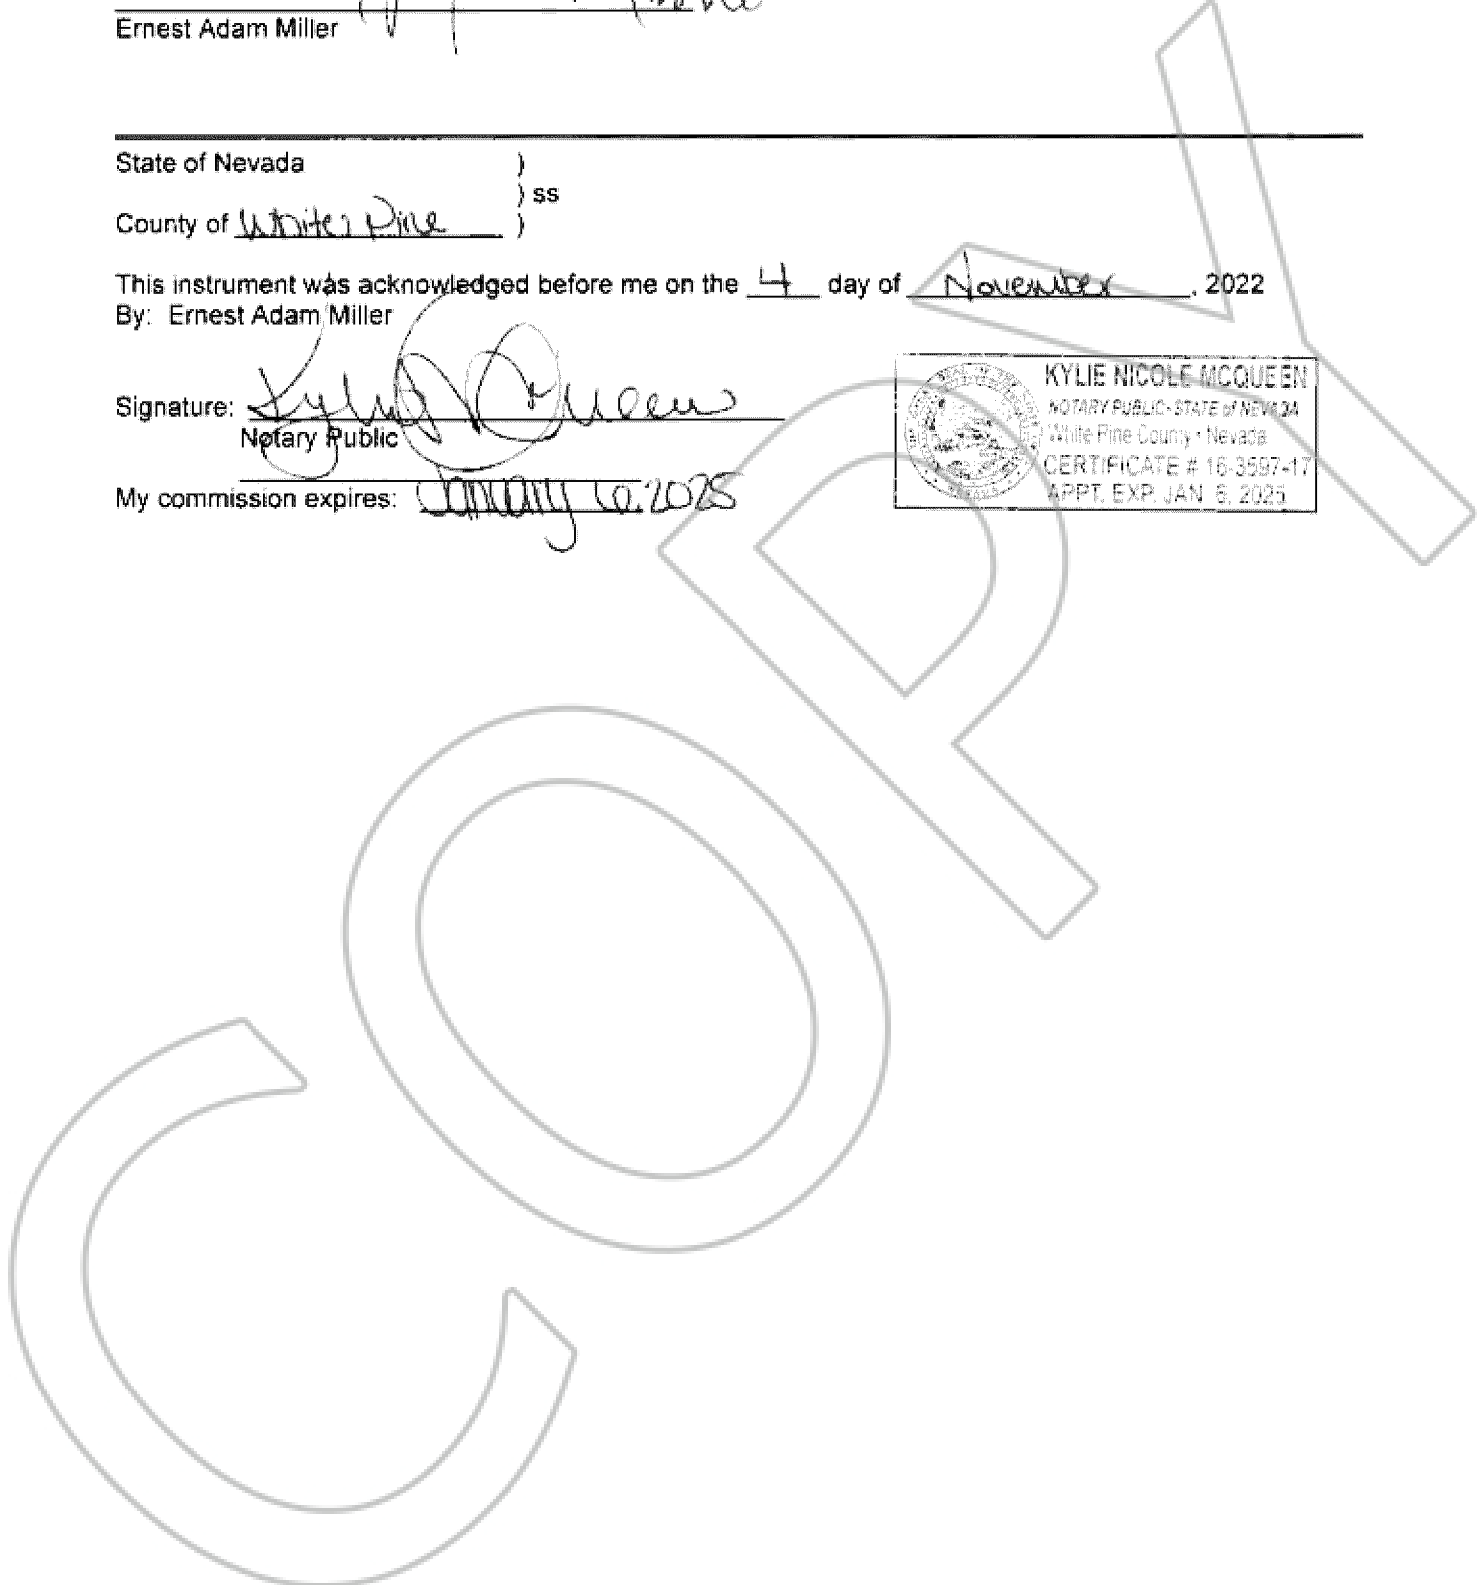 Ernest Adam Miller
State of Nevada )
) ss
County of White Pine )
This instrument was acknowledged before me on the 4 day of November, 2022
By: Ernest Adam Miller
Signature: Kylie McQueen
Notary Public
My commission expires: January 6, 2025
KYLIE NICOLE MCQUEEN
NOTARY PUBLIC - STATE of NEVADA
White Pine County • Nevada
CERTIFICATE # 16-3597-17
APPT. EXP. JAN. 6, 2025
COPY